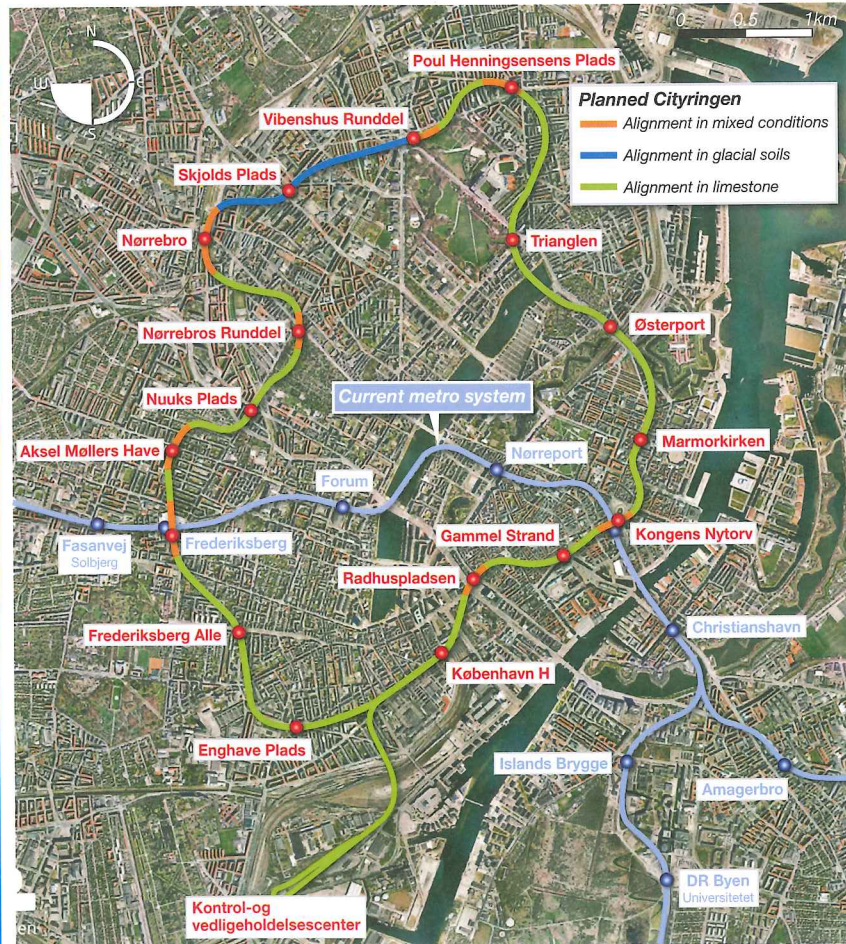 0 0.5 1km
W
E
S
Poul Henningsensens Plads
Planned Cityringen
Alignment in mixed conditions
Alignment in glacial soils
Alignment in limestone
Vibenshus Runddel
Skjolds Plads
Nørrebro
Trianglen
Nørrebros Runddel
Østerport
Nuuks Plads
Current metro system
Aksel Møllers Have
Marmorkirken
Nørreport
Forum
Gammel Strand
Kongens Nytorv
Fasanvej
Solbjerg
Frederiksberg
Radhuspladsen
Frederiksberg Alle
Christianshavn
København H
Enghave Plads
Islands Brygge
Amagerbro
DR Byen
Universitetet
Kontrol-og
vedligeholdelsescenter